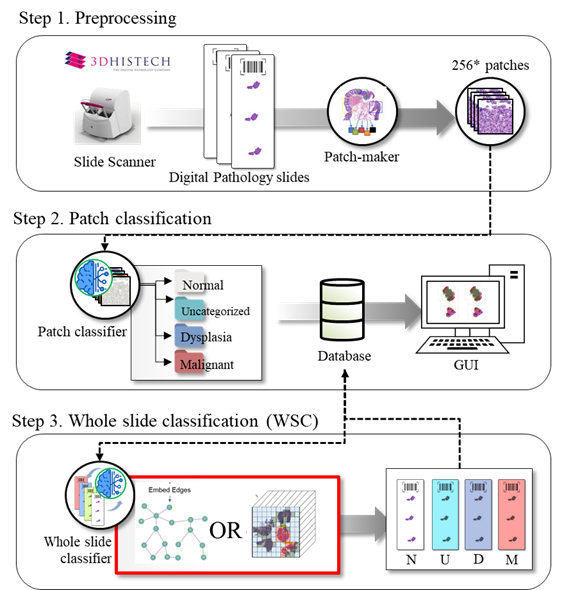 Step 1. Preprocessing
3DHISTECH
256* patches
Slide Scanner
Patch-maker
Digital Pathology slides
Step 2. Patch classification
Normal
Uncategorized
Dysplasia
Malignant
Patch classifier
Database
GUI
Step 3. Whole slide classification (WSC)
Embed Edges
OR
Whole slide
classifier
N U D M